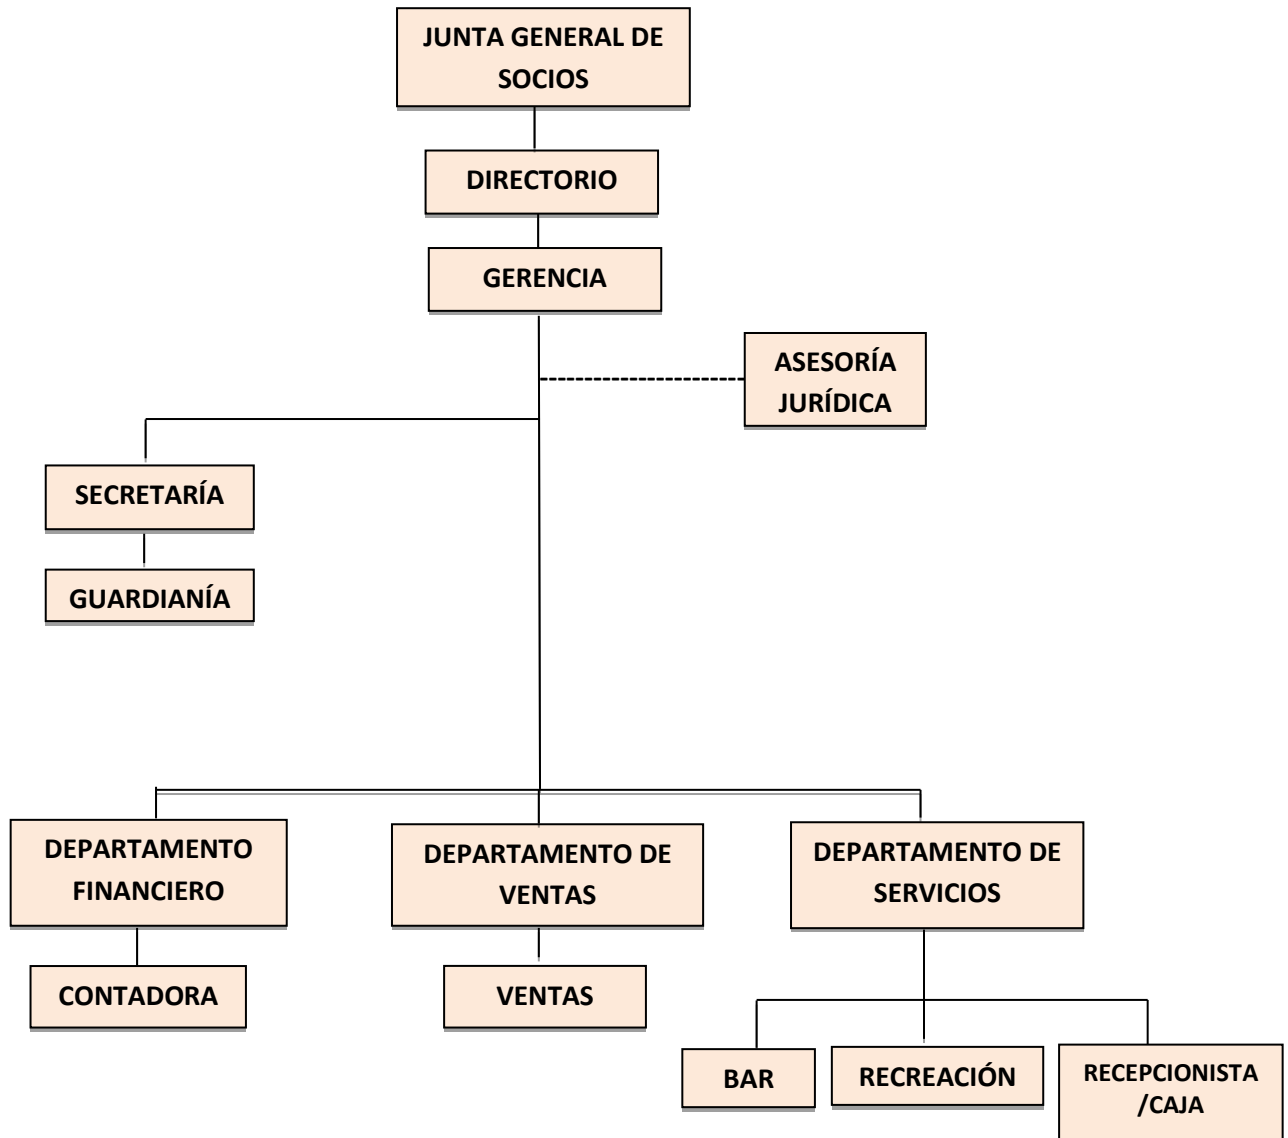 JUNTA GENERAL DE
SOCIOS
DIRECTORIO
GERENCIA
ASESORÍA
JURÍDICA
SECRETARÍA
GUARDIANÍA
DEPARTAMENTO
FINANCIERO
DEPARTAMENTO DE
VENTAS
DEPARTAMENTO DE
SERVICIOS
CONTADORA
VENTAS
BAR
RECREACIÓN
RECEPCIONISTA
/CAJA